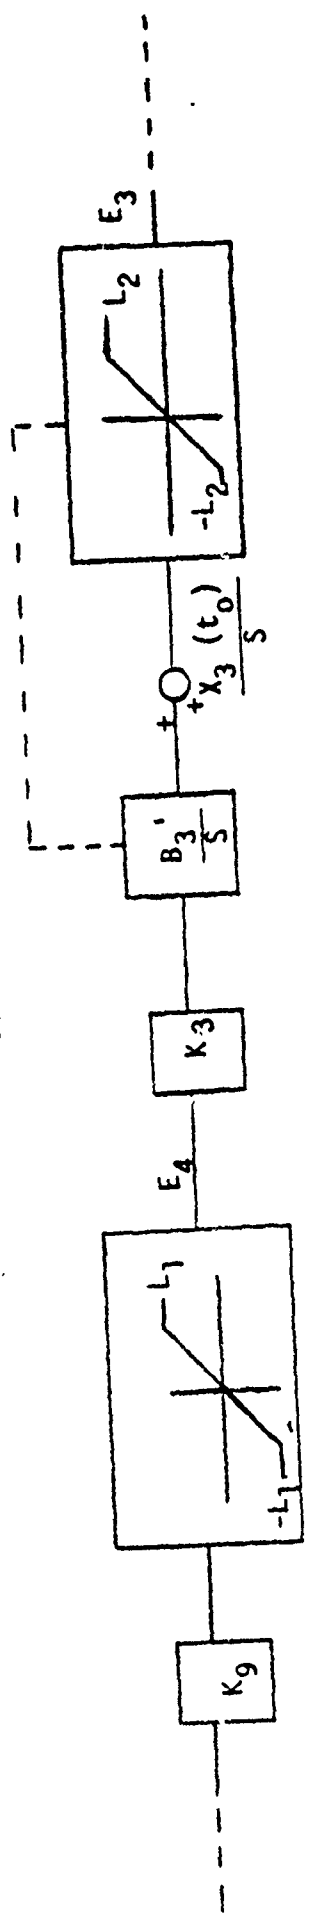 K9
L1
-L1
E4
K3
B3'
S
+
+
X3 (to)
S
L2
-L2
E3